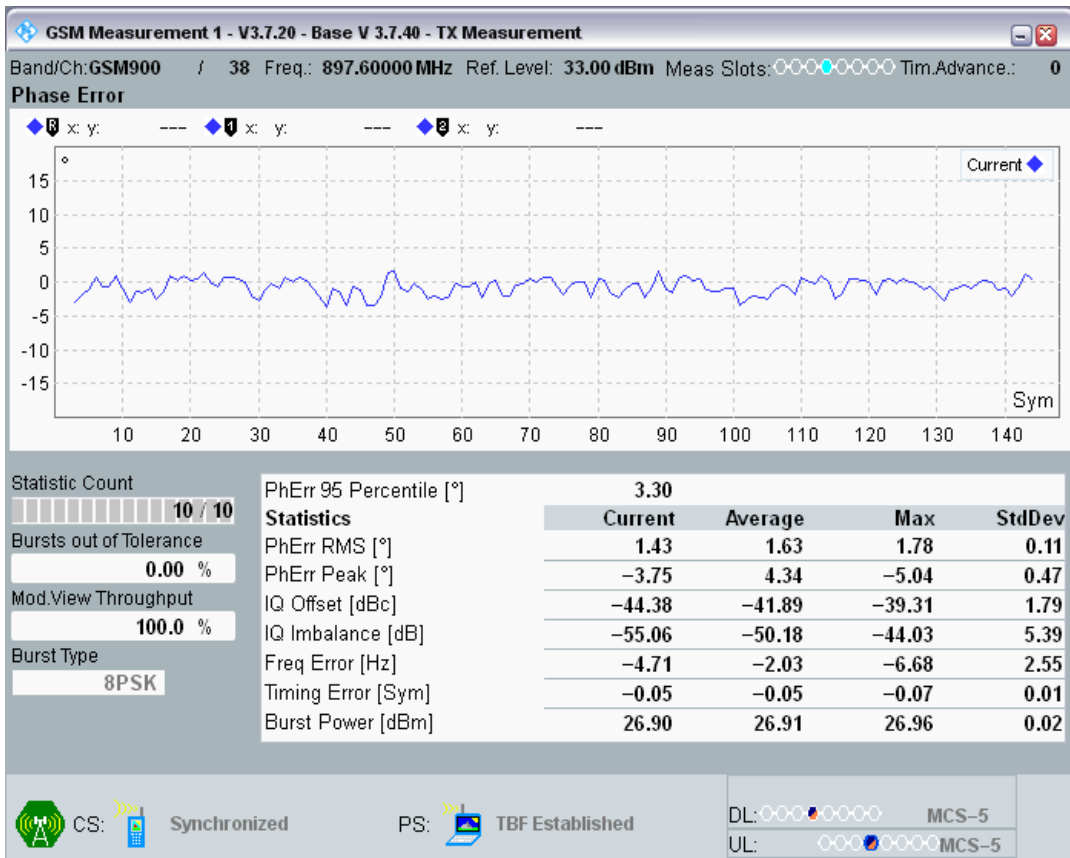 GSM Measurement 1 - V3.7.20 - Base V 3.7.40 - TX Measurement
Band/Ch:GSM900 / 38 Freq.: 897.60000 MHz Ref. Level: 33.00 dBm Meas Slots: Tim.Advance.: 0
Phase Error
R x: y: --- 1 x: y: --- 2 x: y: ---
°
Current
15
10
5
0
-5
-10
-15
Sym
10 20 30 40 50 60 70 80 90 100 110 120 130 140
Statistic Count
10 / 10
Bursts out of Tolerance
0.00 %
Mod.View Throughput
100.0 %
Burst Type
8PSK
PhErr 95 Percentile [°] 3.30
Statistics Current Average Max StdDev
PhErr RMS [°] 1.43 1.63 1.78 0.11
PhErr Peak [°] −3.75 4.34 −5.04 0.47
IQ Offset [dBc] −44.38 −41.89 −39.31 1.79
IQ Imbalance [dB] −55.06 −50.18 −44.03 5.39
Freq Error [Hz] −4.71 −2.03 −6.68 2.55
Timing Error [Sym] −0.05 −0.05 −0.07 0.01
Burst Power [dBm] 26.90 26.91 26.96 0.02
CS: Synchronized PS: TBF Established
DL: MCS−5
UL: MCS−5